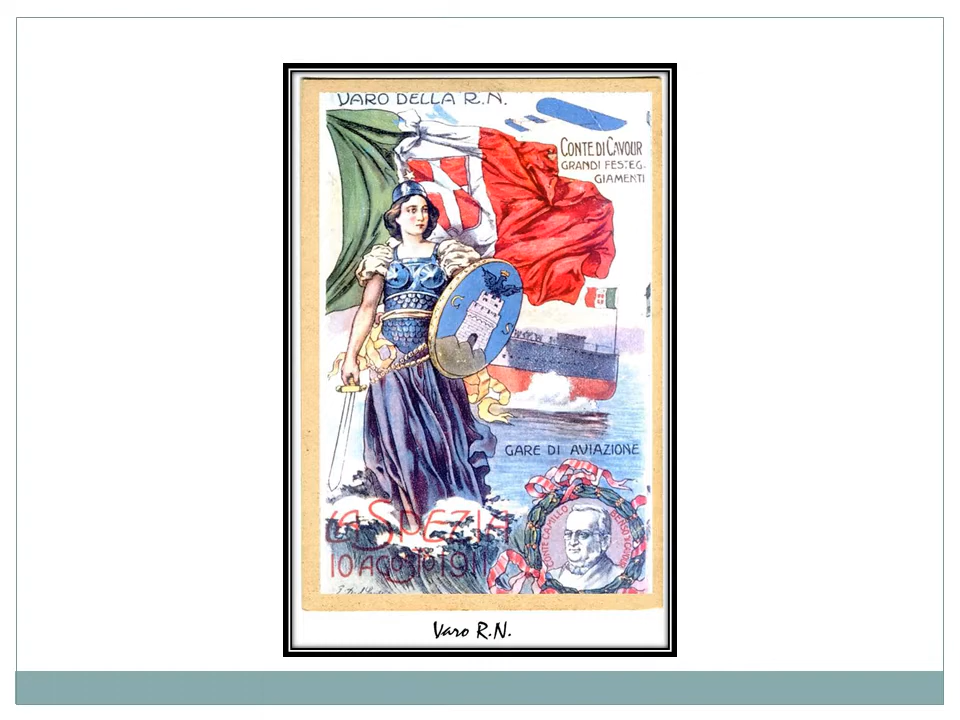 VARO DELLA R.N.
CONTE DI CAVOUR
GRANDI FESTEG.
GIAMENTI
G S
GARE DI AVIAZIONE
LA SPEZIA
10 AGOSTO 1911
CONTE CAMILLO BENSO DI CAVOUR
Varo R.N.